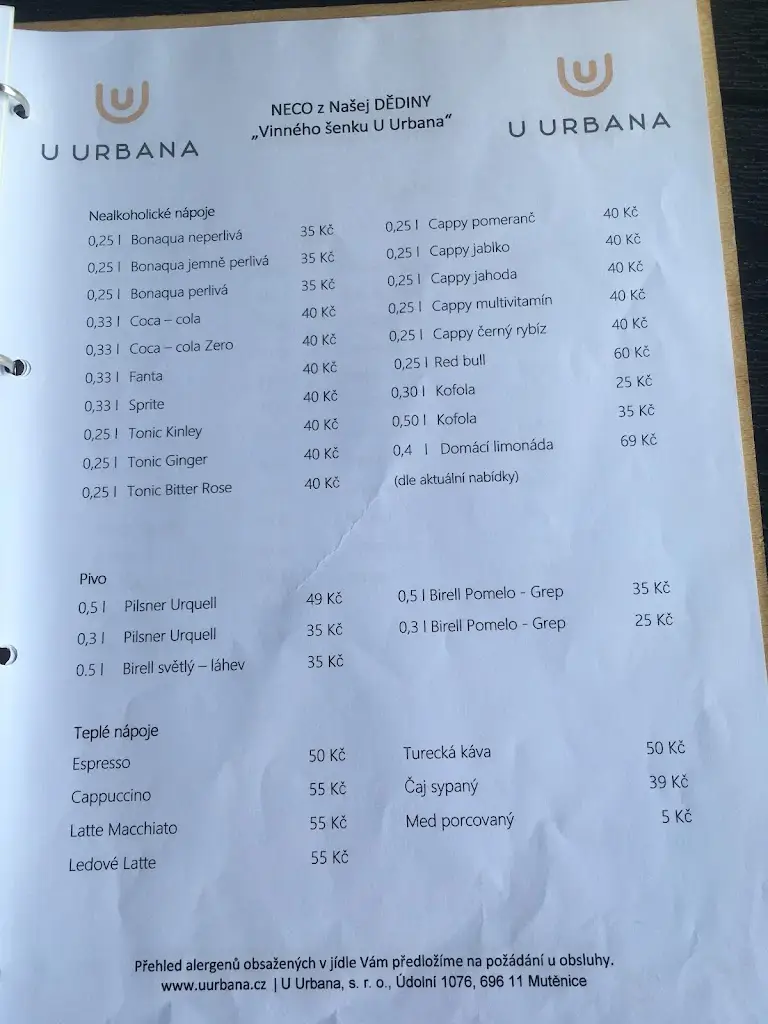 U
U URBANA
NECO z Našej DĚDINY
„Vinného šenku U Urbana“
U
U URBANA
Nealkoholické nápoje
0,25 l Bonaqua neperlivá 35 Kč
0,25 l Bonaqua jemně perlivá 35 Kč
0,25 l Bonaqua perlivá 35 Kč
0,33 l Coca – cola 40 Kč
0,33 l Coca – cola Zero 40 Kč
0,33 l Fanta 40 Kč
0,33 l Sprite 40 Kč
0,25 l Tonic Kinley 40 Kč
0,25 l Tonic Ginger 40 Kč
0,25 l Tonic Bitter Rose 40 Kč
0,25 l Cappy pomeranč 40 Kč
0,25 l Cappy jablko 40 Kč
0,25 l Cappy jahoda 40 Kč
0,25 l Cappy multivitamín 40 Kč
0,25 l Cappy černý rybíz 40 Kč
0,25 l Red bull 60 Kč
0,30 l Kofola 25 Kč
0,50 l Kofola 35 Kč
0,4 l Domácí limonáda 69 Kč
(dle aktuální nabídky)
Pivo
0,5 l Pilsner Urquell 49 Kč
0,3 l Pilsner Urquell 35 Kč
0.5 l Birell světlý – láhev 35 Kč
0,5 l Birell Pomelo - Grep 35 Kč
0,3 l Birell Pomelo - Grep 25 Kč
Teplé nápoje
Espresso 50 Kč
Cappuccino 55 Kč
Latte Macchiato 55 Kč
Ledové Latte 55 Kč
Turecká káva 50 Kč
Čaj sypaný 39 Kč
Med porcovaný 5 Kč
Přehled alergenů obsažených v jídle Vám předložíme na požádání u obsluhy.
www.uurbana.cz | U Urbana, s. r. o., Údolní 1076, 696 11 Mutěnice